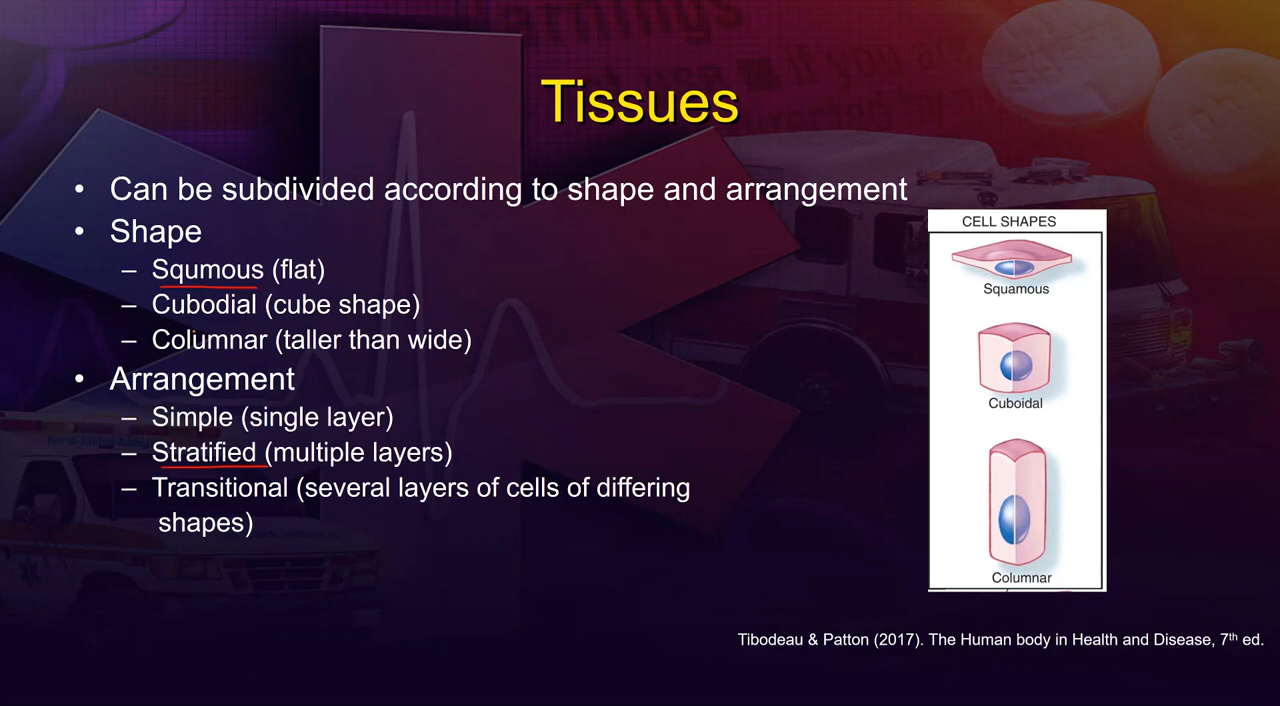 Tissues
• Can be subdivided according to shape and arrangement
• Shape
– Squmous (flat)
– Cubodial (cube shape)
– Columnar (taller than wide)
• Arrangement
– Simple (single layer)
– Stratified (multiple layers)
– Transitional (several layers of cells of differing
shapes)
CELL SHAPES
Squamous
Cuboidal
Columnar
Tibodeau & Patton (2017). The Human body in Health and Disease, 7th ed.